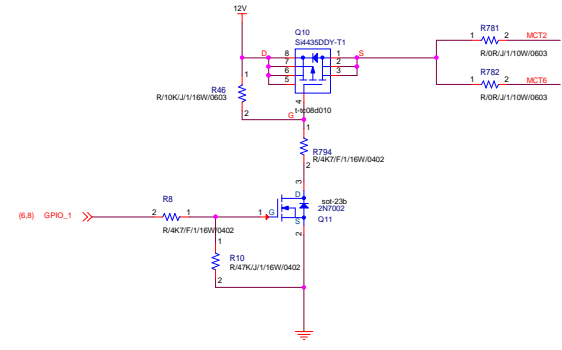 12V
Q10
Si4435DDY-T1
D
8
7
6
5
1
2
3
S
4
t-tc08d010
G
R781
1
2
MCT2
R/0R/J/1/10W/0603
R782
1
2
MCT6
R/0R/J/1/10W/0603
1
R46
R/10K/J/1/16W/0603
2
1
R794
R/4K7/F/1/16W/0402
2
3
D
sot-23b
2N7002
Q11
G
S
1
2
R8
(6,8) GPIO_1
2
1
R/4K7/F/1/16W/0402
1
R10
R/47K/J/1/16W/0402
2